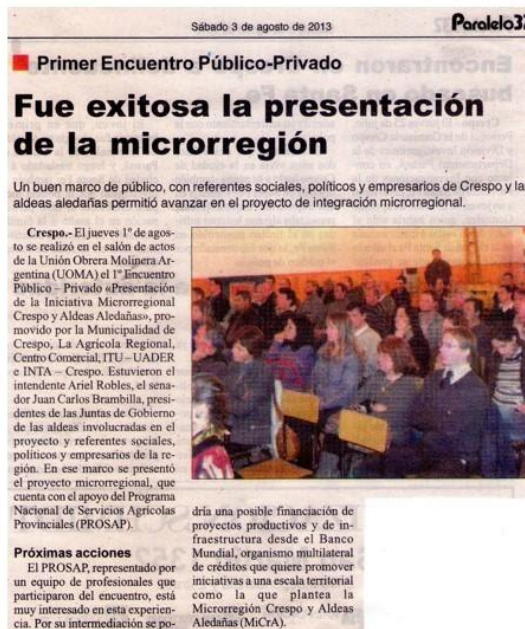 Sábado 3 de agosto de 2013
Paralelo32
Primer Encuentro Público-Privado
Fue exitosa la presentación
de la microrregión
Un buen marco de público, con referentes sociales, políticos y empresarios de Crespo y la
aldeas aledañas permitió avanzar en el proyecto de integración microrregional.
Crespo.- El jueves 1º de agos-
to se realizó en el salón de actos
de la Unión Obrera Molinera Ar-
gentina (UOMA) el 1º Encuentro
Público – Privado «Presentación
de la Iniciativa Microrregional
Crespo y Aldeas Aledañas», pro-
movido por la Municipalidad de
Crespo, La Agrícola Regional,
Centro Comercial, ITU – UADER
e INTA – Crespo. Estuvieron el
intendente Ariel Robles, el sena-
dor Juan Carlos Brambilla, presi-
dentes de las Juntas de Gobierno
de las aldeas involucradas en el
proyecto y referentes sociales,
políticos y empresarios de la re-
gión. En ese marco se presentó
el proyecto microrregional, que
cuenta con el apoyo del Programa
Nacional de Servicios Agrícolas
Provinciales (PROSAP).
Próximas acciones
El PROSAP, representado por
un equipo de profesionales que
participaron del encuentro, está
muy interesado en esta experien-
cia. Por su intermediación se po-
dría una posible financiación de
proyectos productivos y de in-
fraestructura desde el Banco
Mundial, organismo multilateral
de créditos que quiere promover
iniciativas a una escala territorial
como la que plantea la
Microrregión Crespo y Aldeas
Aledañas (MiCrA).